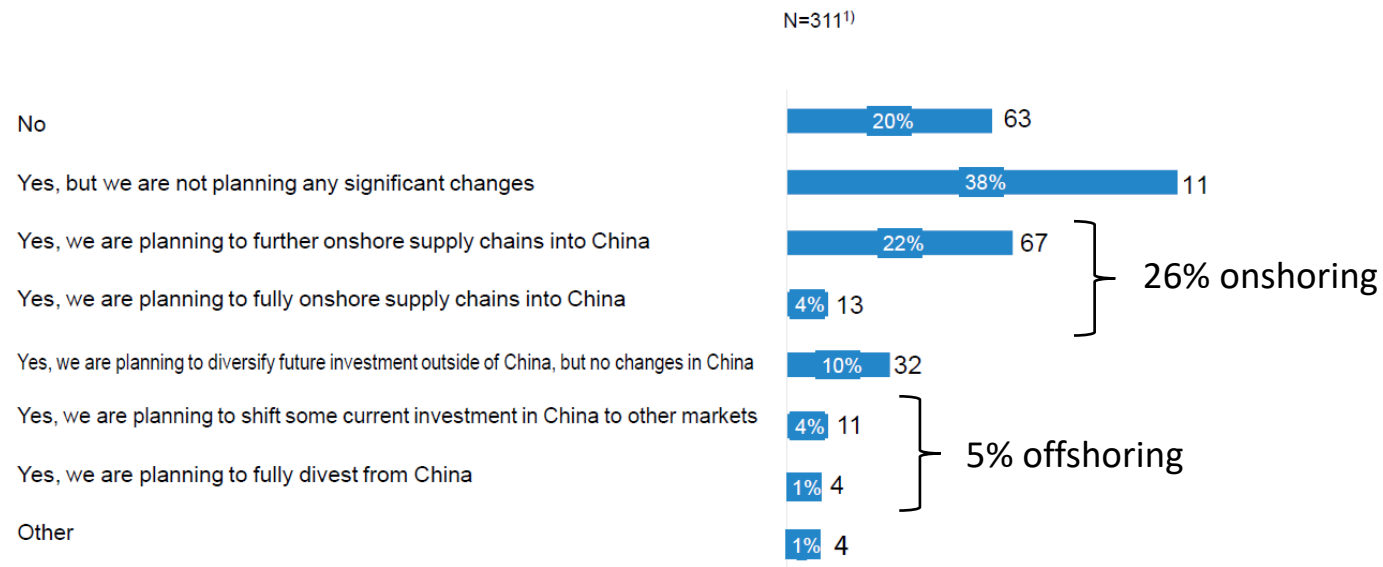 N=311¹⁾
No 20% 63
Yes, but we are not planning any significant changes 38% 11
Yes, we are planning to further onshore supply chains into China 22% 67
26% onshoring
Yes, we are planning to fully onshore supply chains into China 4% 13
Yes, we are planning to diversify future investment outside of China, but no changes in China 10% 32
Yes, we are planning to shift some current investment in China to other markets 4% 11
5% offshoring
Yes, we are planning to fully divest from China 1% 4
Other 1% 4